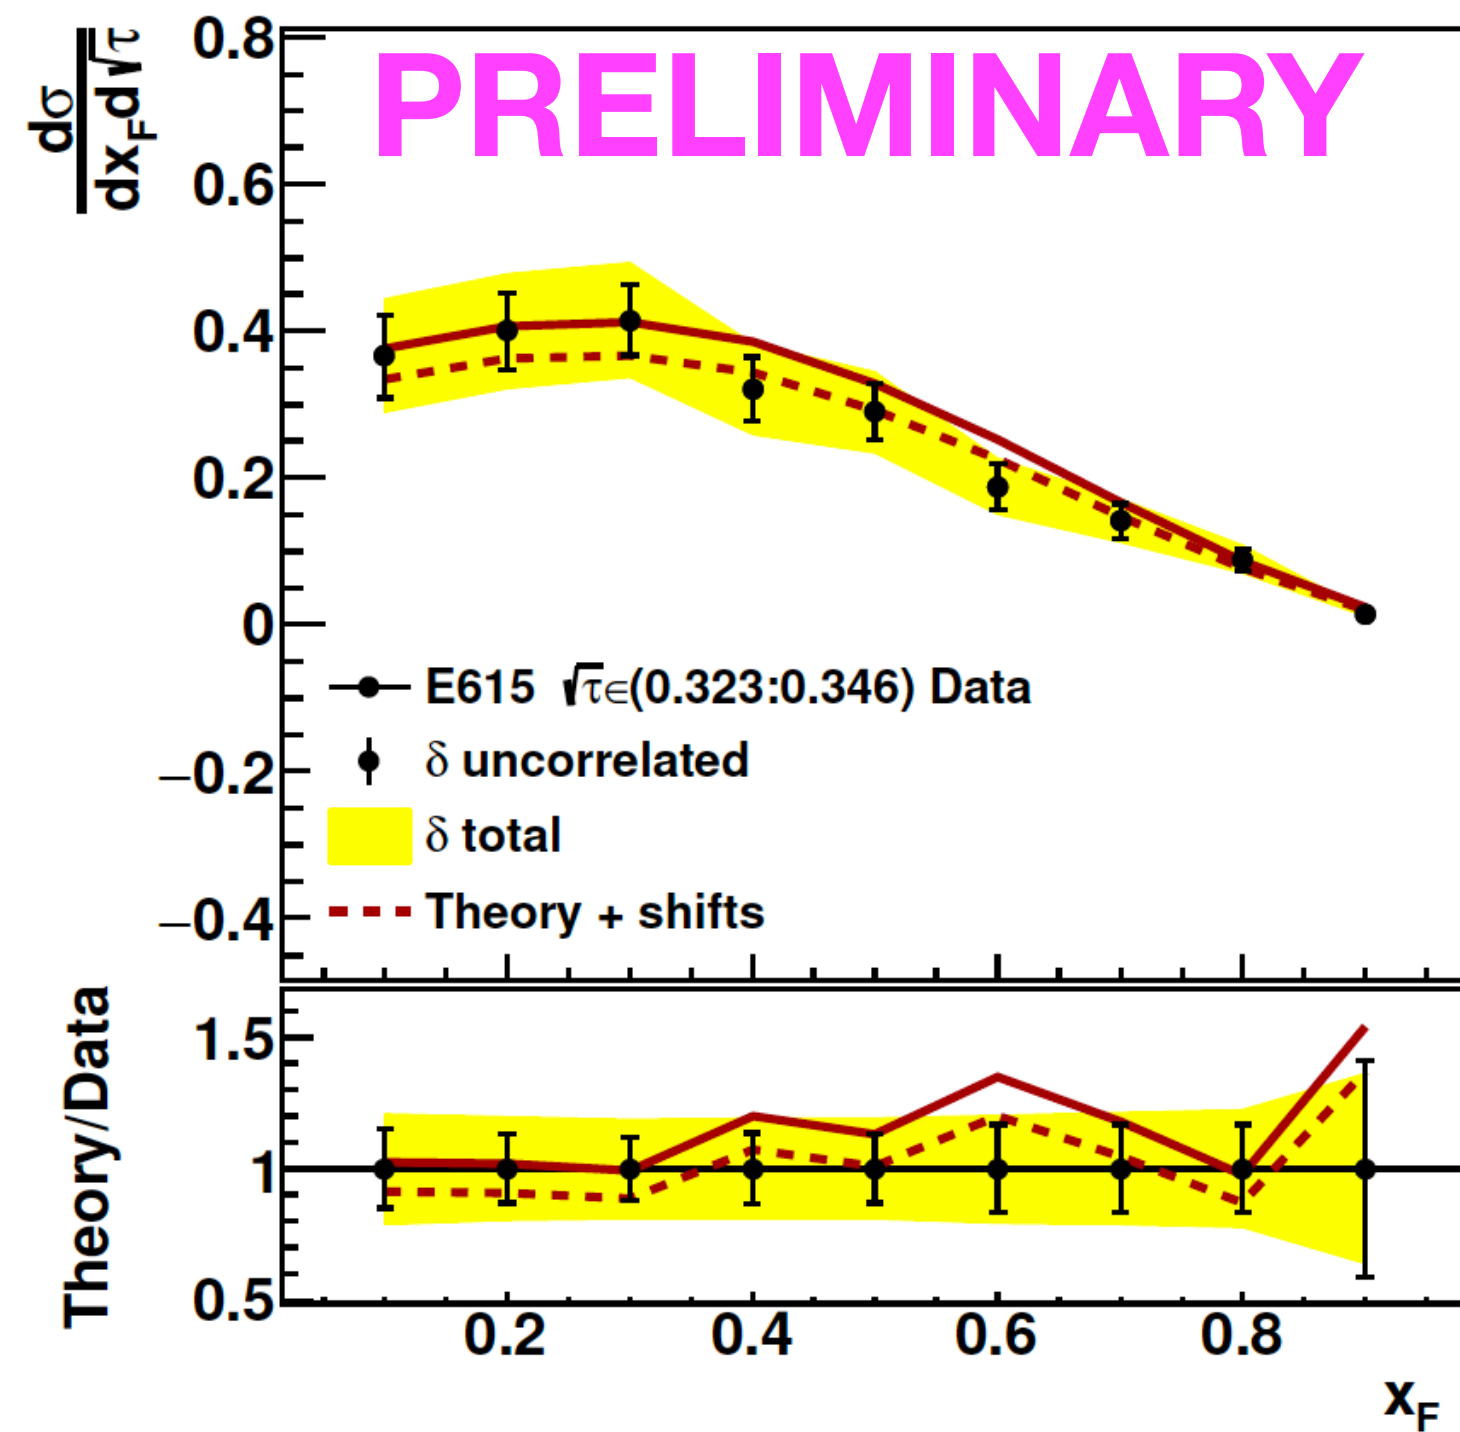 PRELIMINARY
dσ
dx_F d√τ
0.8
0.6
0.4
0.2
0
−0.2
−0.4
E615 √τ∈(0.323:0.346) Data
δ uncorrelated
δ total
Theory + shifts
Theory/Data
1.5
1
0.5
0.2 0.4 0.6 0.8
x_F